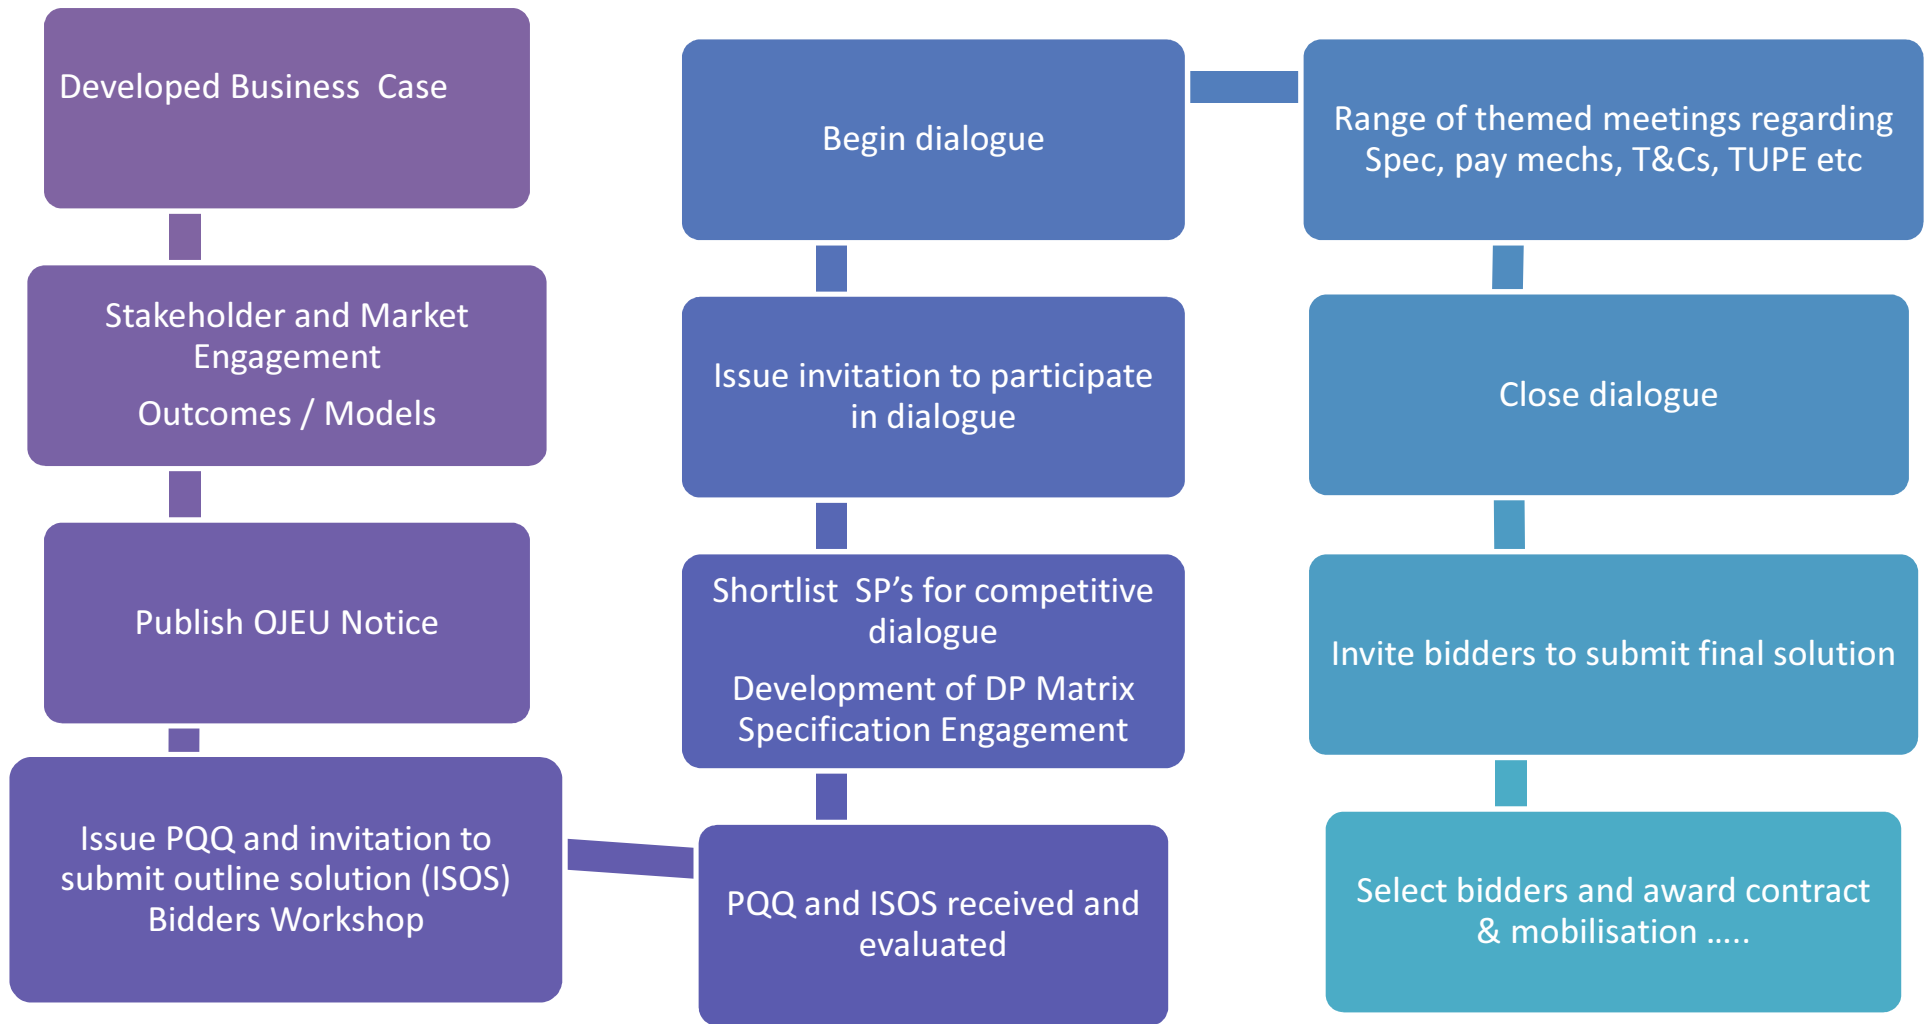 Developed Business Case
Stakeholder and Market
Engagement
Outcomes / Models
Publish OJEU Notice
Issue PQQ and invitation to
submit outline solution (ISOS)
Bidders Workshop
PQQ and ISOS received and
evaluated
Shortlist SP’s for competitive
dialogue
Development of DP Matrix
Specification Engagement
Issue invitation to participate
in dialogue
Begin dialogue
Range of themed meetings regarding
Spec, pay mechs, T&Cs, TUPE etc
Close dialogue
Invite bidders to submit final solution
Select bidders and award contract
& mobilisation …..